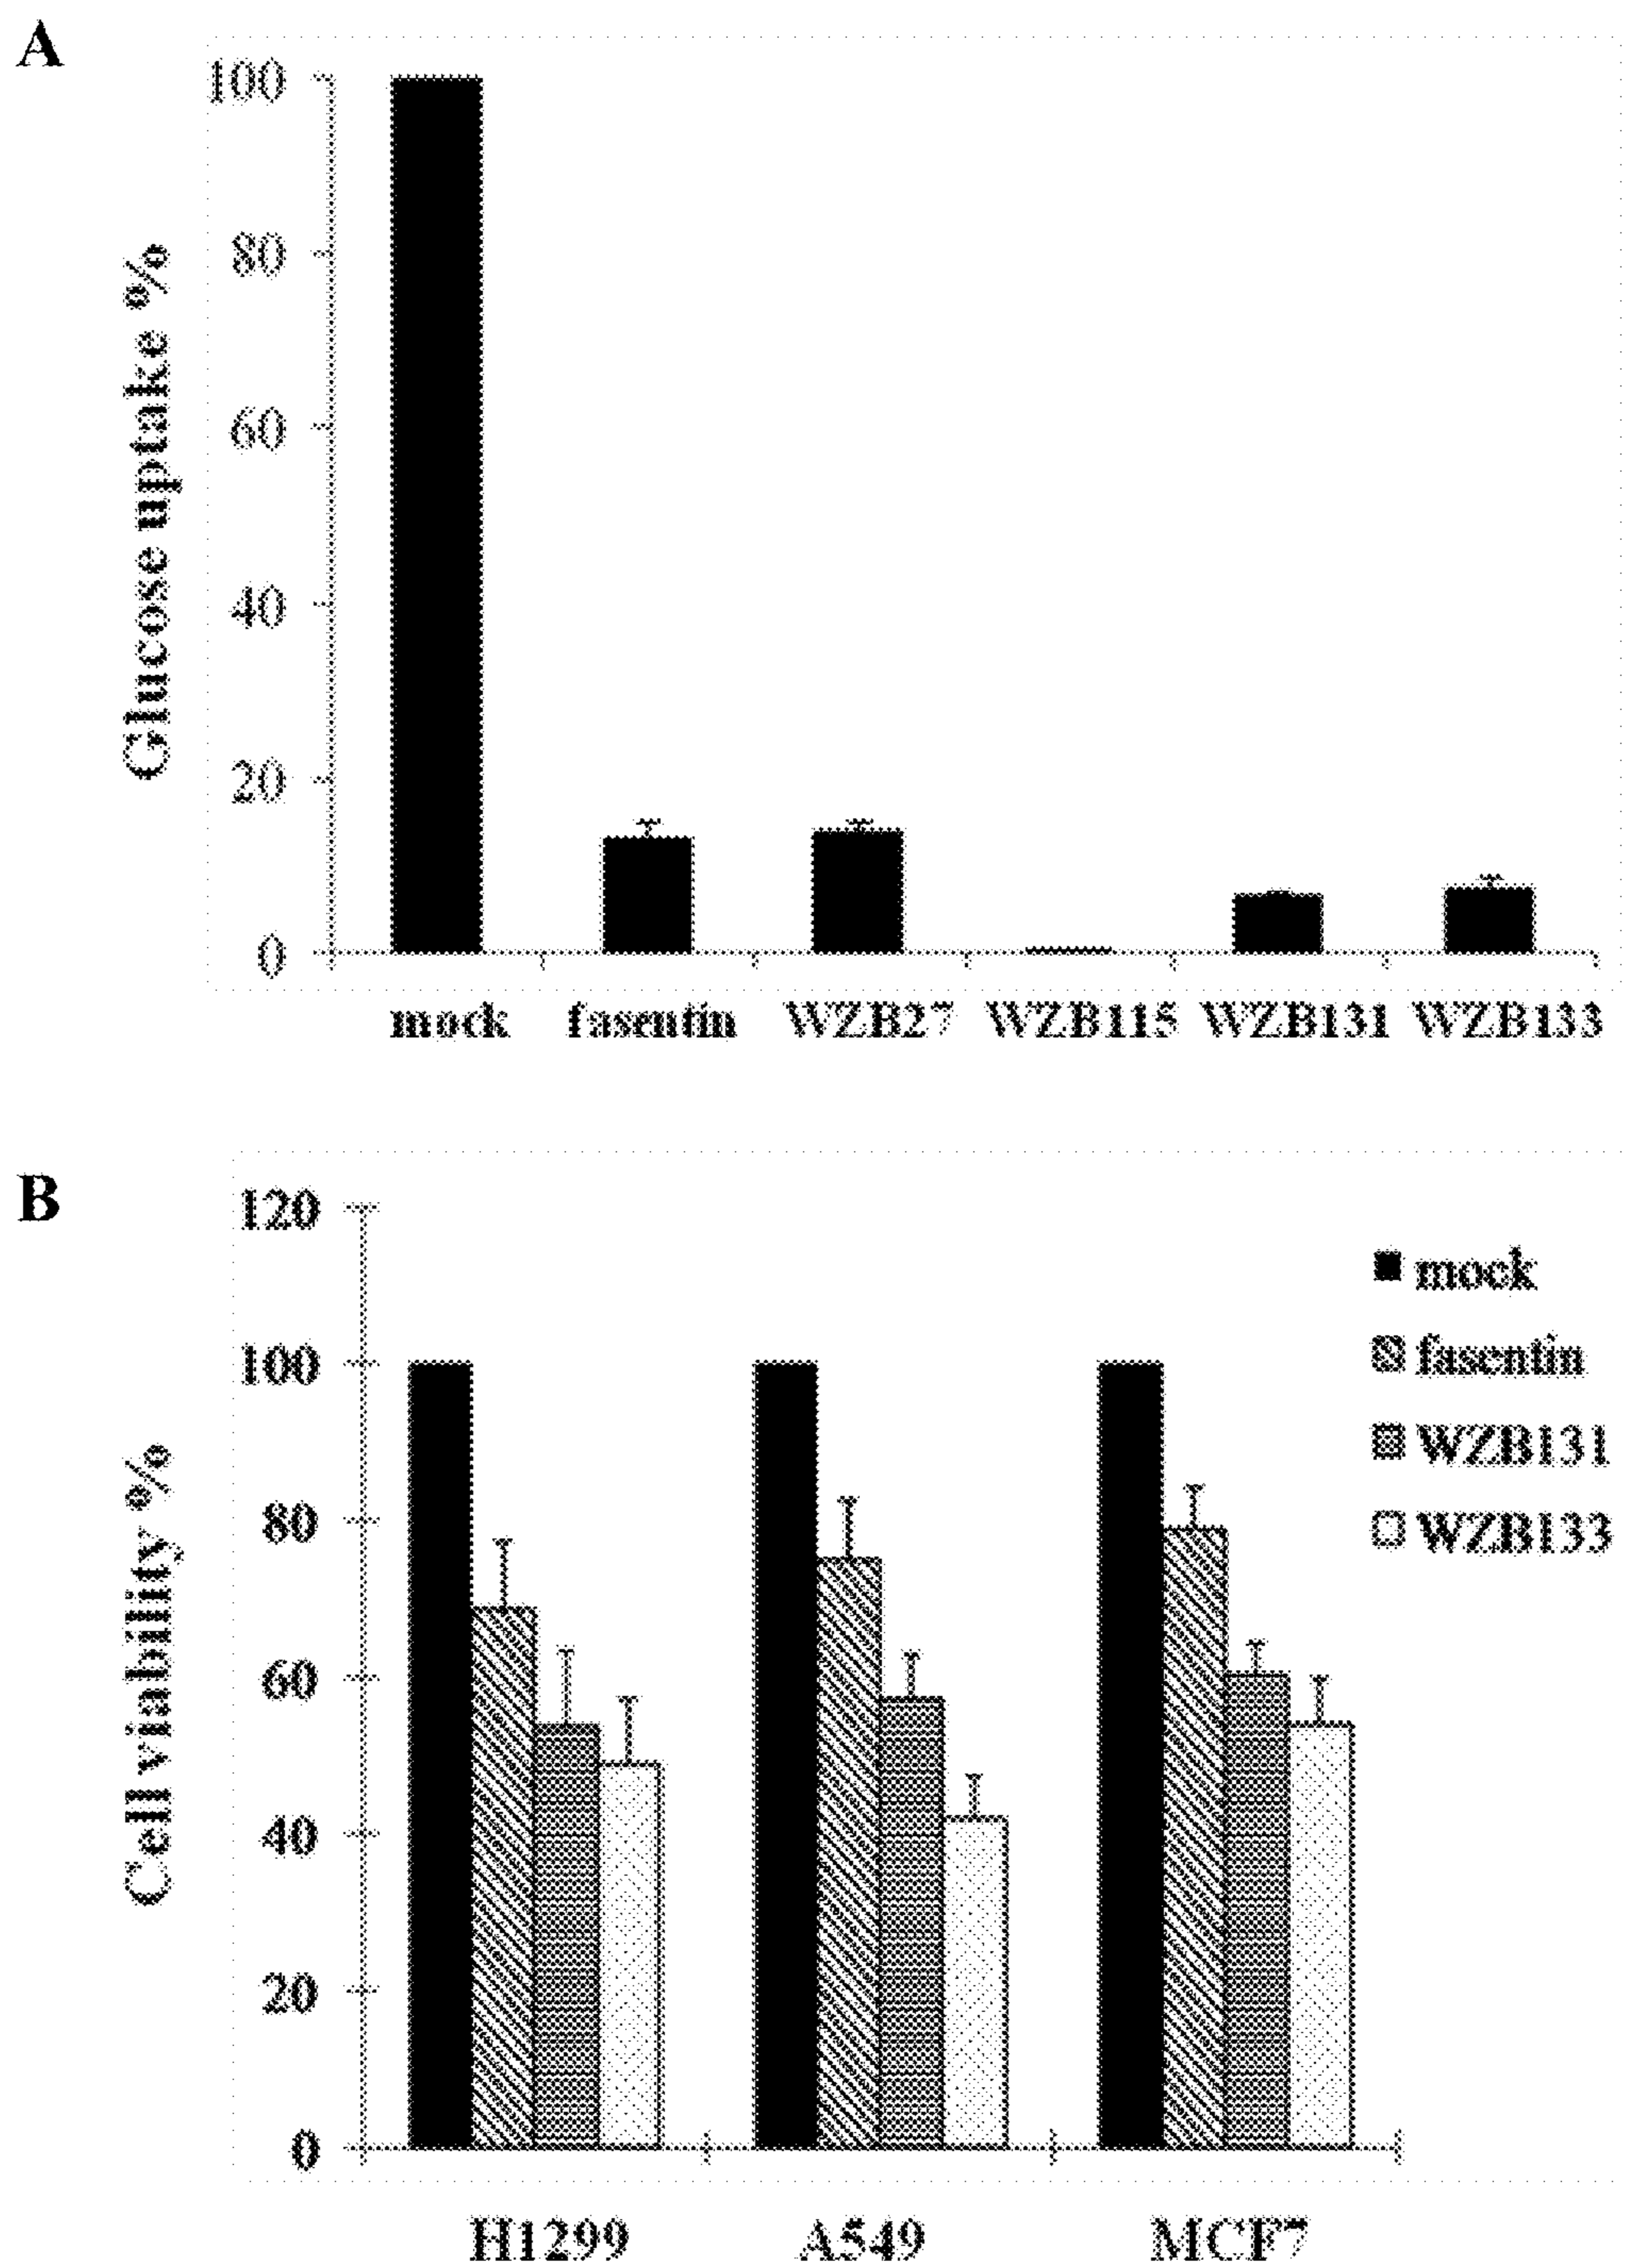 A
100
80
60
40
20
0
Glucose uptake %
mock fasentin WZB27 WZB115 WZB131 WZB133
B
120
100
80
60
40
20
0
Cell viability %
mock
fasentin
WZB131
WZB133
H1299 A549 MCF7